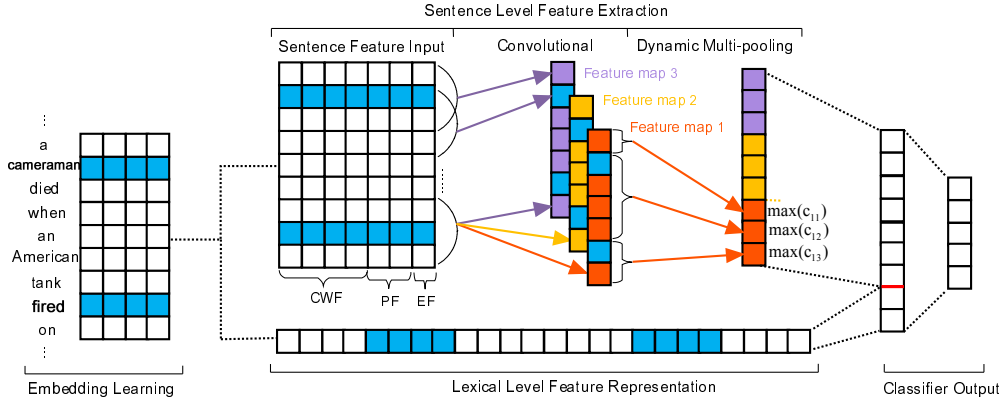 Sentence Level Feature Extraction
Sentence Feature Input
Convolutional
Dynamic Multi-pooling
Feature map 3
Feature map 2
Feature map 1
⋮
a
cameraman
died
when
an
American
tank
fired
on
⋮
max(c₁₁)
max(c₁₂)
max(c₁₃)
CWF
PF
EF
Embedding Learning
Lexical Level Feature Representation
Classifier Output